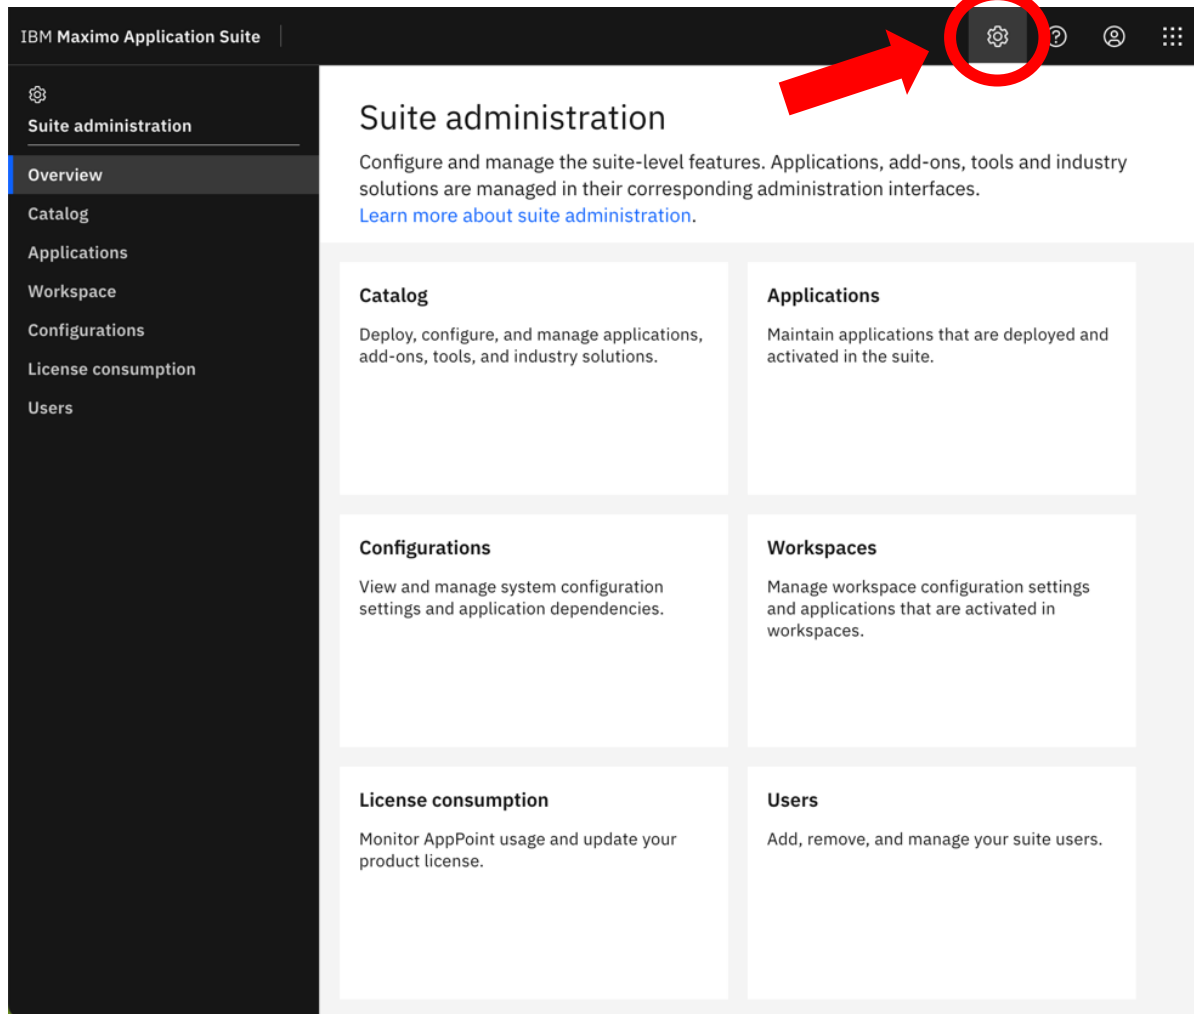 IBM Maximo Application Suite
Suite administration
Overview
Catalog
Applications
Workspace
Configurations
License consumption
Users
Suite administration
Configure and manage the suite-level features. Applications, add-ons, tools and industry
solutions are managed in their corresponding administration interfaces.
Learn more about suite administration.
Catalog
Deploy, configure, and manage applications,
add-ons, tools, and industry solutions.
Applications
Maintain applications that are deployed and
activated in the suite.
Configurations
View and manage system configuration
settings and application dependencies.
Workspaces
Manage workspace configuration settings
and applications that are activated in
workspaces.
License consumption
Monitor AppPoint usage and update your
product license.
Users
Add, remove, and manage your suite users.